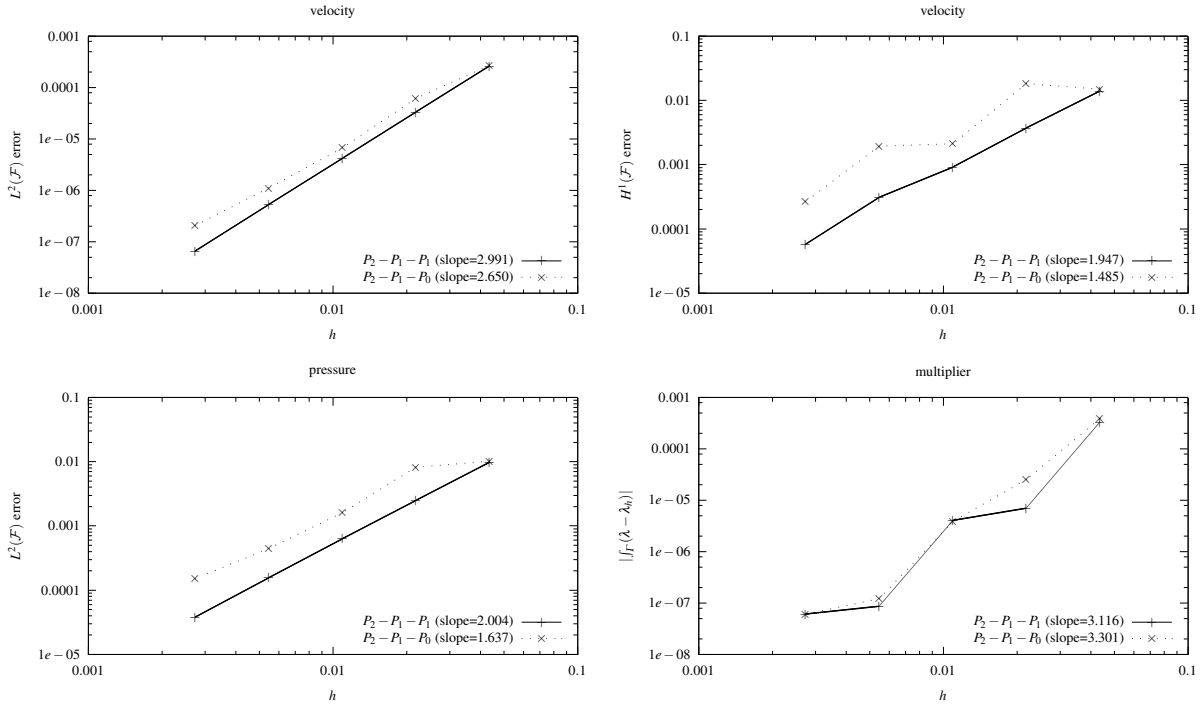 velocity
0.001
0.0001
1e−05
1e−06
1e−07
1e−08
L²(ℱ) error
P₂−P₁−P₁ (slope=2.991)
P₂−P₁−P₀ (slope=2.650)
0.001 0.01 0.1
h
velocity
0.1
0.01
0.001
0.0001
1e−05
H¹(ℱ) error
P₂−P₁−P₁ (slope=1.947)
P₂−P₁−P₀ (slope=1.485)
0.001 0.01 0.1
h
pressure
0.1
0.01
0.001
0.0001
1e−05
L²(ℱ) error
P₂−P₁−P₁ (slope=2.004)
P₂−P₁−P₀ (slope=1.637)
0.001 0.01 0.1
h
multiplier
0.001
0.0001
1e−05
1e−06
1e−07
1e−08
|∫_Γ(λ − λₕ)|
P₂−P₁−P₁ (slope=3.116)
P₂−P₁−P₀ (slope=3.301)
0.001 0.01 0.1
h